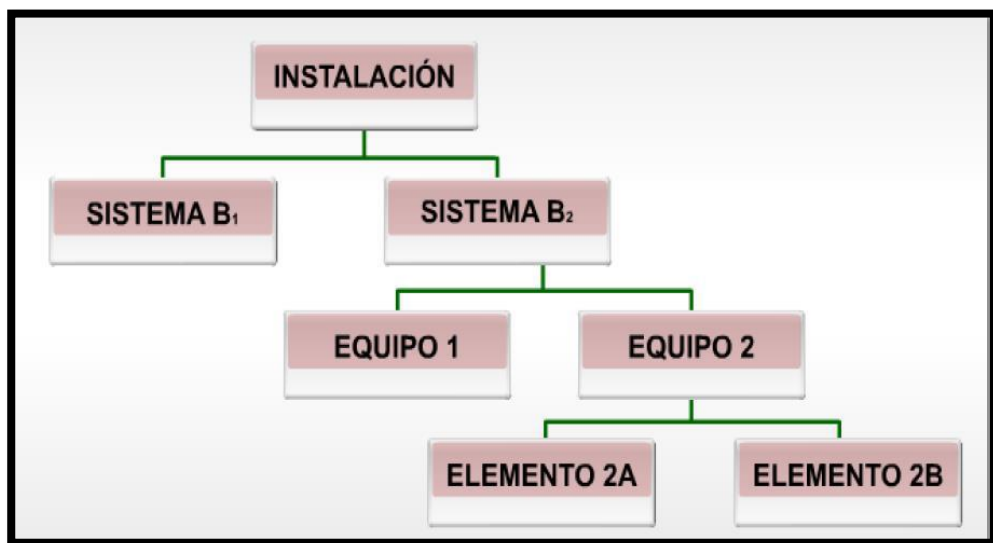 INSTALACIÓN
SISTEMA B₁
SISTEMA B₂
EQUIPO 1
EQUIPO 2
ELEMENTO 2A
ELEMENTO 2B